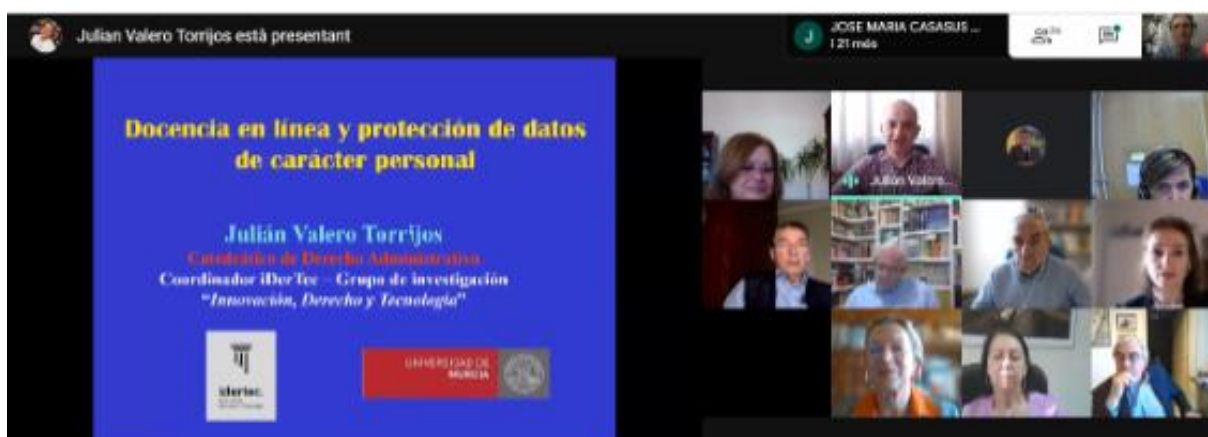 Julian Valero Torrijos està presentant
J
JOSE MARIA CASASUS ...
i 21 més
Docencia en línea y protección de datos
de carácter personal
Julián Valero Torrijos
Catedrático de Derecho Administrativo
Coordinador iDerTec – Grupo de investigación
"Innovación, Derecho y Tecnología"
idertec.
UNIVERSIDAD DE
MURCIA
Julián Valero...